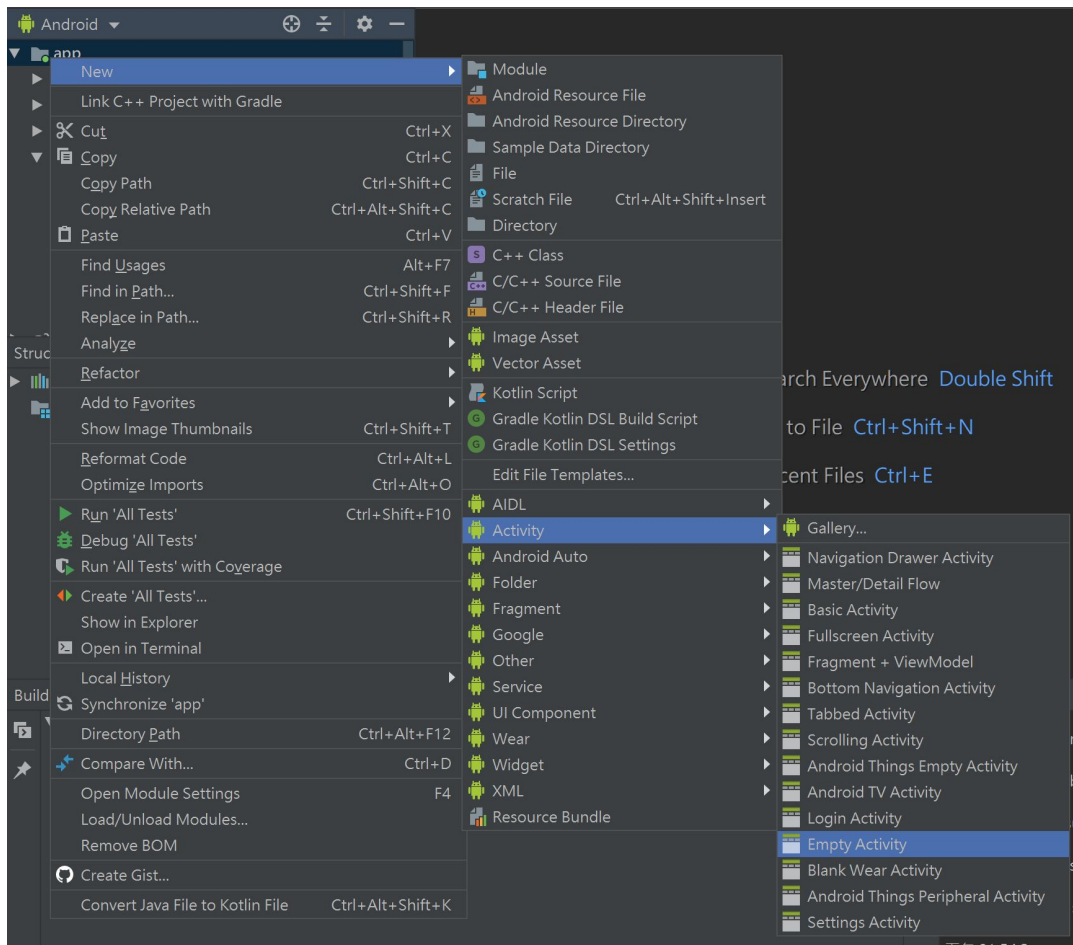 Android
app
New
Link C++ Project with Gradle
Cut Ctrl+X
Copy Ctrl+C
Copy Path Ctrl+Shift+C
Copy Relative Path Ctrl+Alt+Shift+C
Paste Ctrl+V
Find Usages Alt+F7
Find in Path... Ctrl+Shift+F
Replace in Path... Ctrl+Shift+R
Analyze
Refactor
Add to Favorites
Show Image Thumbnails Ctrl+Shift+T
Reformat Code Ctrl+Alt+L
Optimize Imports Ctrl+Alt+O
Run 'All Tests' Ctrl+Shift+F10
Debug 'All Tests'
Run 'All Tests' with Coverage
Create 'All Tests'...
Show in Explorer
Open in Terminal
Local History
Synchronize 'app'
Directory Path Ctrl+Alt+F12
Compare With... Ctrl+D
Open Module Settings F4
Load/Unload Modules...
Remove BOM
Create Gist...
Convert Java File to Kotlin File Ctrl+Alt+Shift+K
Struc
Build
Module
Android Resource File
Android Resource Directory
Sample Data Directory
File
Scratch File Ctrl+Alt+Shift+Insert
Directory
C++ Class
C/C++ Source File
C/C++ Header File
Image Asset
Vector Asset
Kotlin Script
Gradle Kotlin DSL Build Script
Gradle Kotlin DSL Settings
Edit File Templates...
AIDL
Activity
Android Auto
Folder
Fragment
Google
Other
Service
UI Component
Wear
Widget
XML
Resource Bundle
arch Everywhere Double Shift
to File Ctrl+Shift+N
cent Files Ctrl+E
Gallery...
Navigation Drawer Activity
Master/Detail Flow
Basic Activity
Fullscreen Activity
Fragment + ViewModel
Bottom Navigation Activity
Tabbed Activity
Scrolling Activity
Android Things Empty Activity
Android TV Activity
Login Activity
Empty Activity
Blank Wear Activity
Android Things Peripheral Activity
Settings Activity